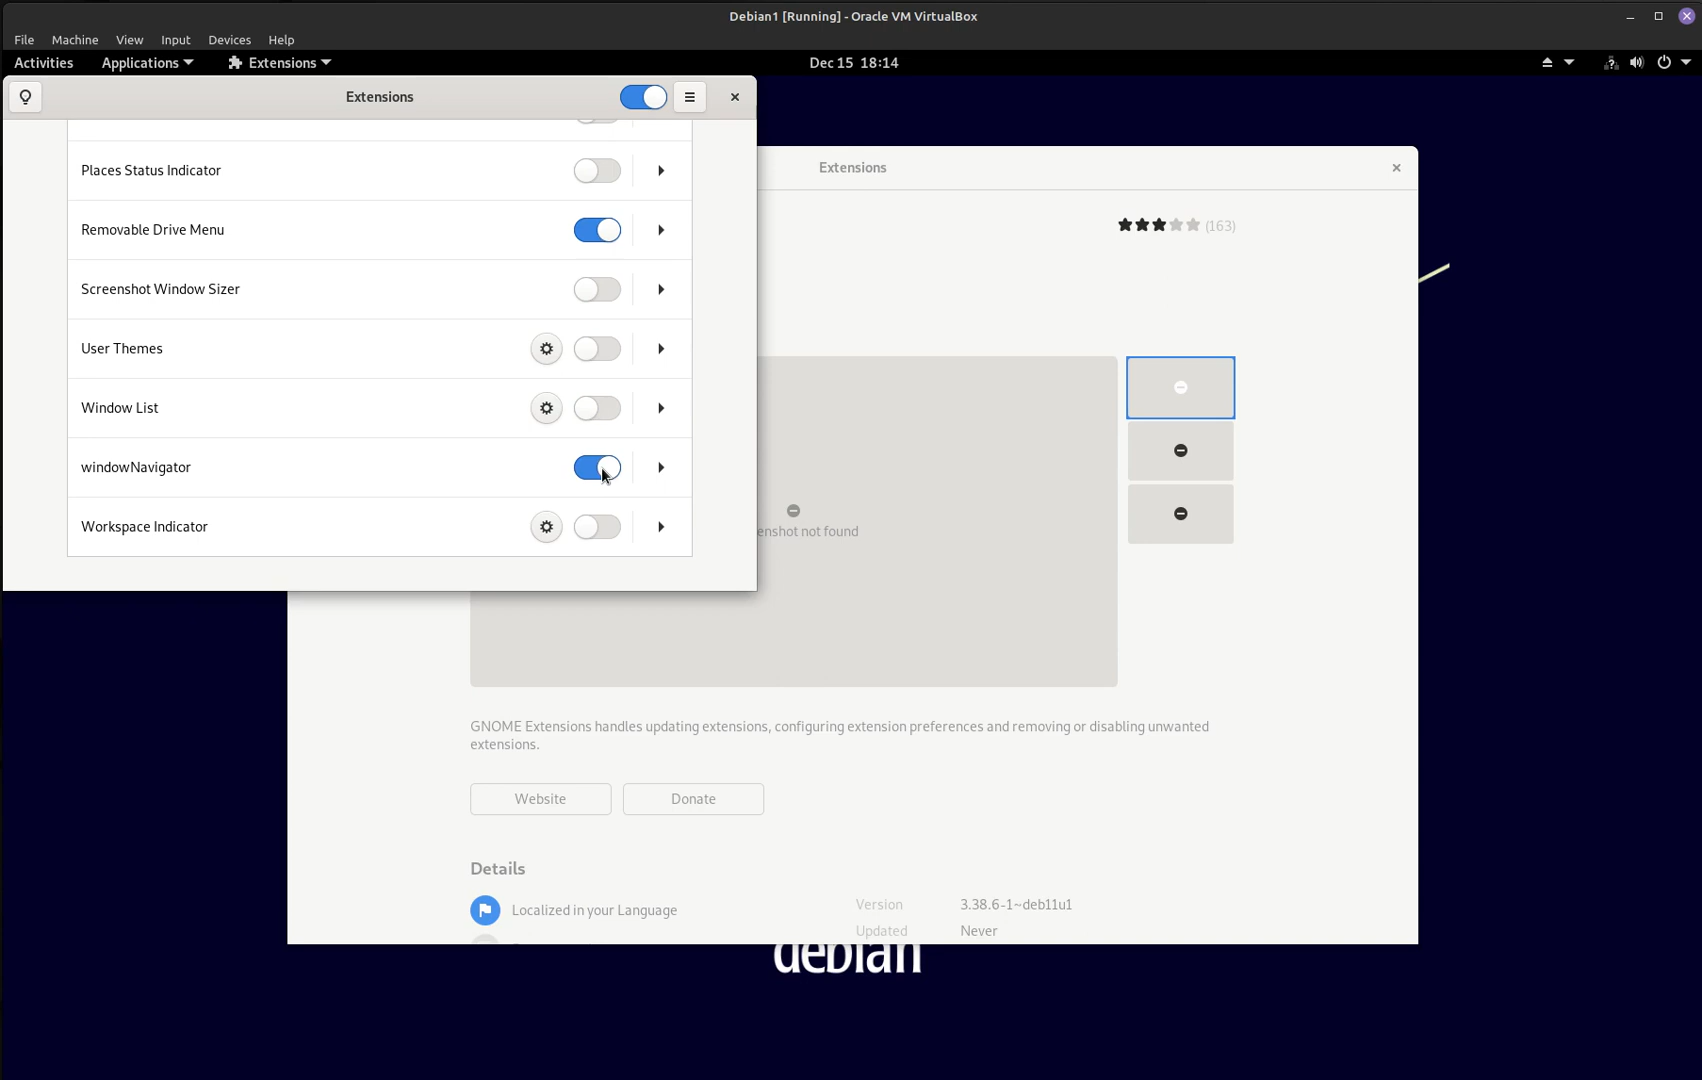 Debian1 [Running] - Oracle VM VirtualBox
File Machine View Input Devices Help
Activities Applications Extensions Dec 15 18:14
Extensions
Places Status Indicator
Removable Drive Menu
Screenshot Window Sizer
User Themes
Window List
windowNavigator
Workspace Indicator
Extensions
(163)
enshot not found
GNOME Extensions handles updating extensions, configuring extension preferences and removing or disabling unwanted
extensions.
Website Donate
Details
Localized in your Language
Version 3.38.6-1~deb11u1
Updated Never
debian